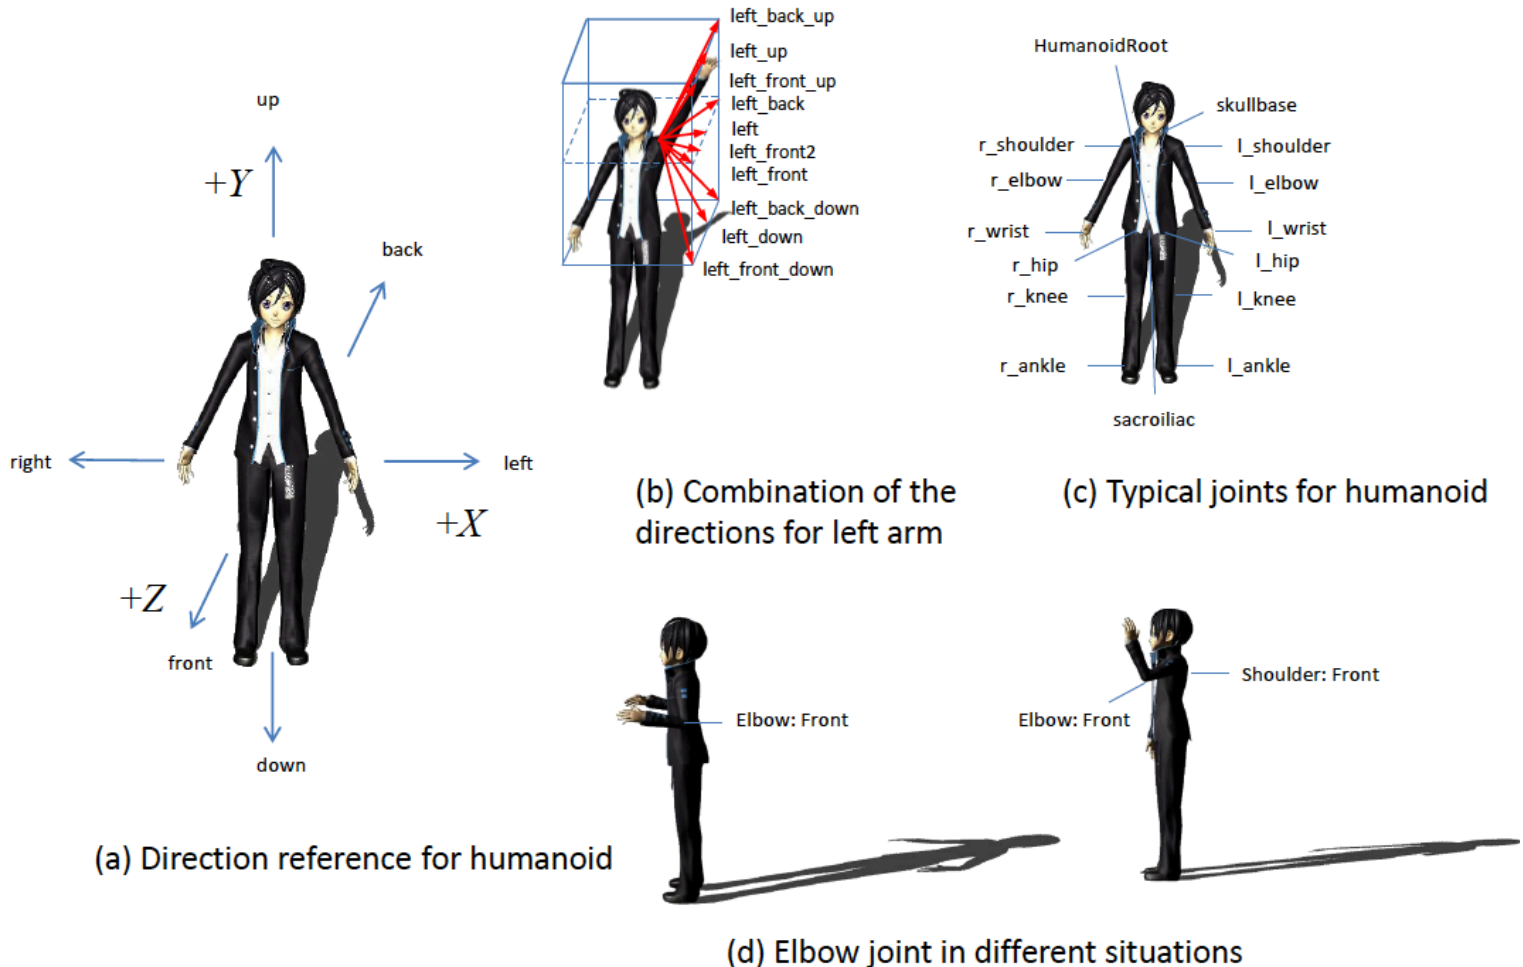 up
+Y
back
right
left
+X
+Z
front
down
(a) Direction reference for humanoid
left_back_up
left_up
left_front_up
left_back
left
left_front2
left_front
left_back_down
left_down
left_front_down
(b) Combination of the
directions for left arm
HumanoidRoot
skullbase
r_shoulder
l_shoulder
r_elbow
l_elbow
r_wrist
l_wrist
r_hip
l_hip
r_knee
l_knee
r_ankle
l_ankle
sacroiliac
(c) Typical joints for humanoid
Elbow: Front
Shoulder: Front
Elbow: Front
(d) Elbow joint in different situations